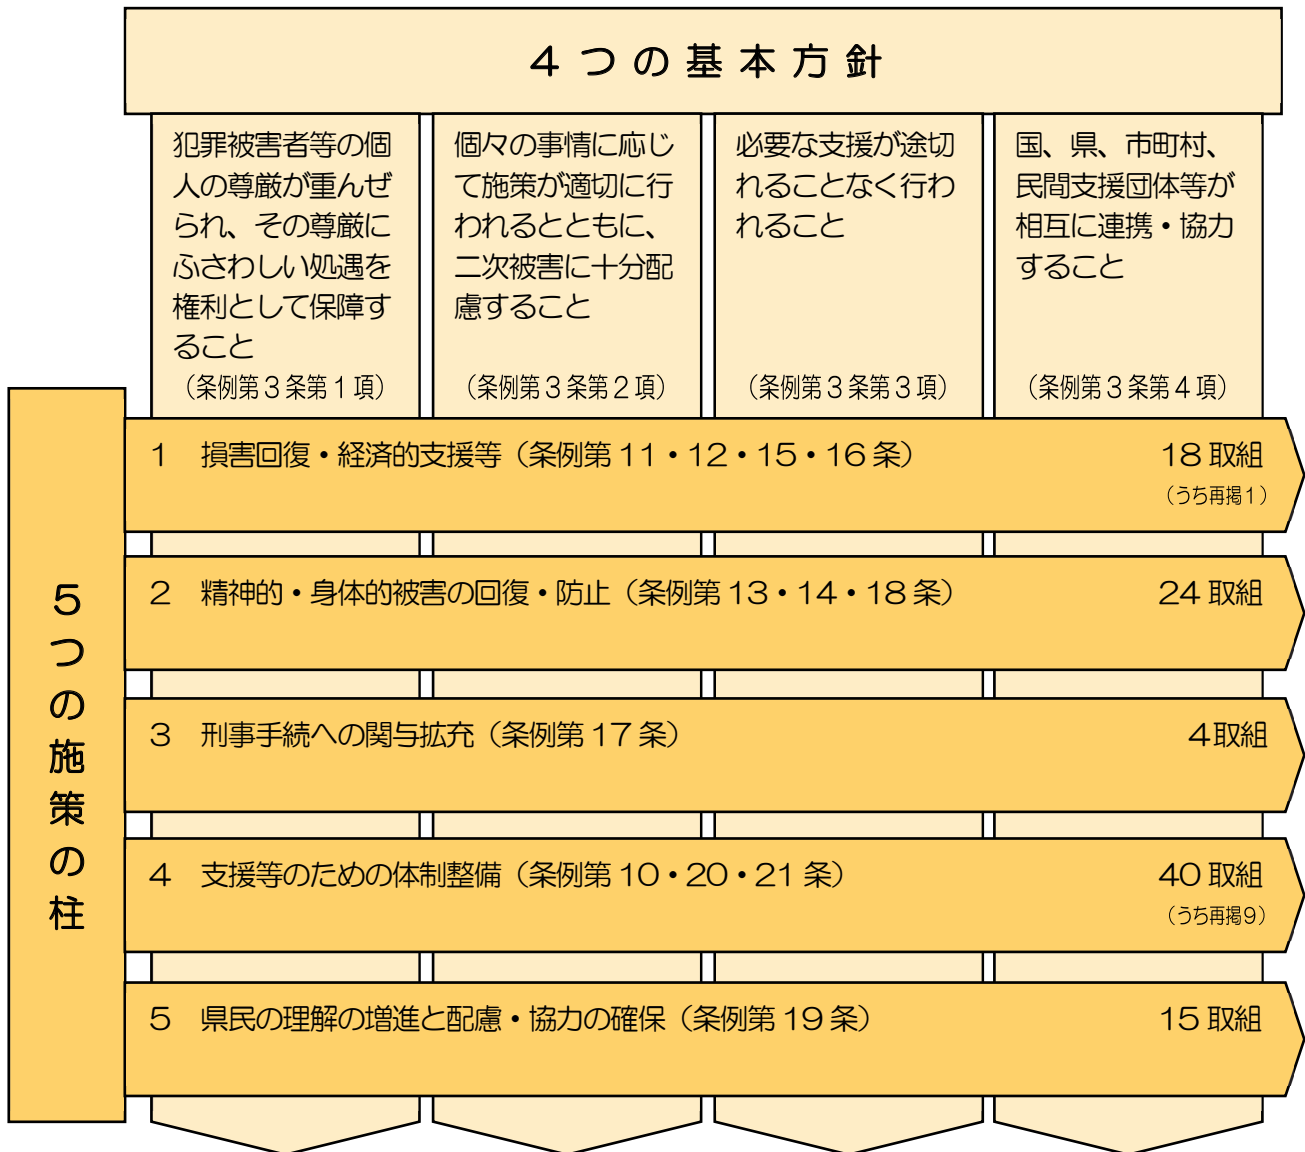 ４つの基本方針
犯罪被害者等の個
人の尊厳が重んぜ
られ、その尊厳に
ふさわしい処遇を
権利として保障す
ること
（条例第３条第１項）
個々の事情に応じ
て施策が適切に行
われるとともに、
二次被害に十分配
慮すること
（条例第３条第２項）
必要な支援が途切
れることなく行わ
れること
（条例第３条第３項）
国、県、市町村、
民間支援団体等が
相互に連携・協力
すること
（条例第３条第４項）
５つの施策の柱
１　損害回復・経済的支援等（条例第 11・12・15・16 条）　18 取組
（うち再掲１）
２　精神的・身体的被害の回復・防止（条例第 13・14・18 条）　24 取組
３　刑事手続への関与拡充（条例第 17 条）　４取組
４　支援等のための体制整備（条例第 10・20・21 条）　40 取組
（うち再掲９）
５　県民の理解の増進と配慮・協力の確保（条例第 19 条）　15 取組